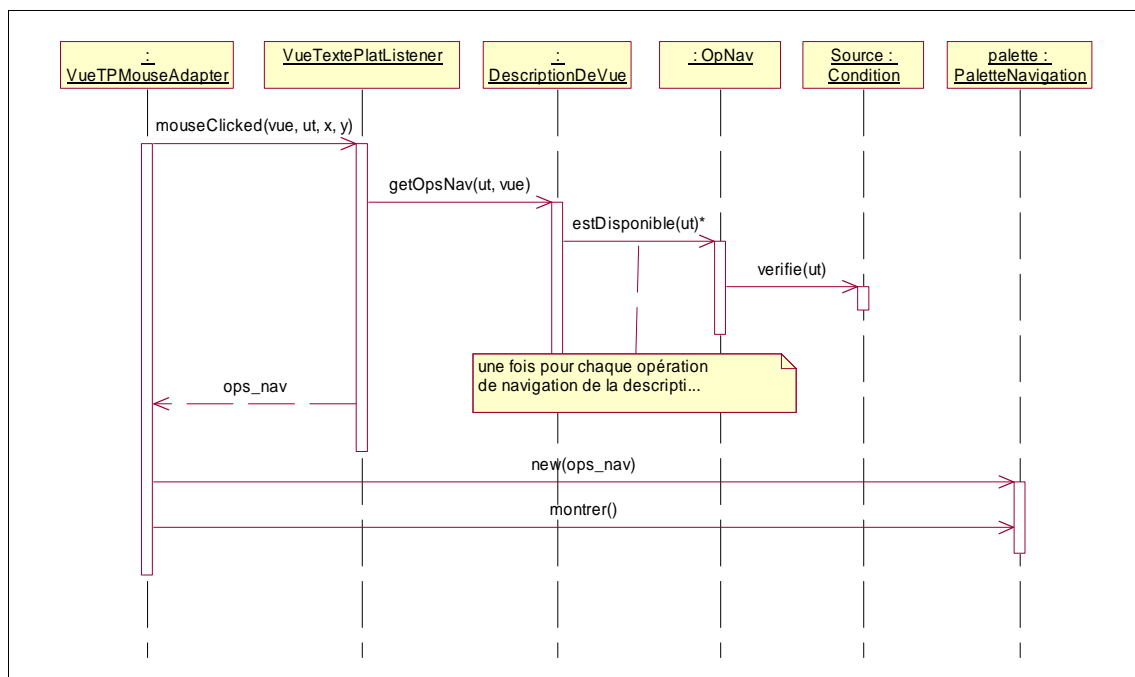 :
VueTPMouseAdapter
VueTextePlatListener
:
DescriptionDeVue
: OpNav
Source :
Condition
palette :
PaletteNavigation
mouseClicked(vue, ut, x, y)
getOpsNav(ut, vue)
estDisponible(ut)*
verifie(ut)
une fois pour chaque opération
de navigation de la descripti...
ops_nav
new(ops_nav)
montrer()